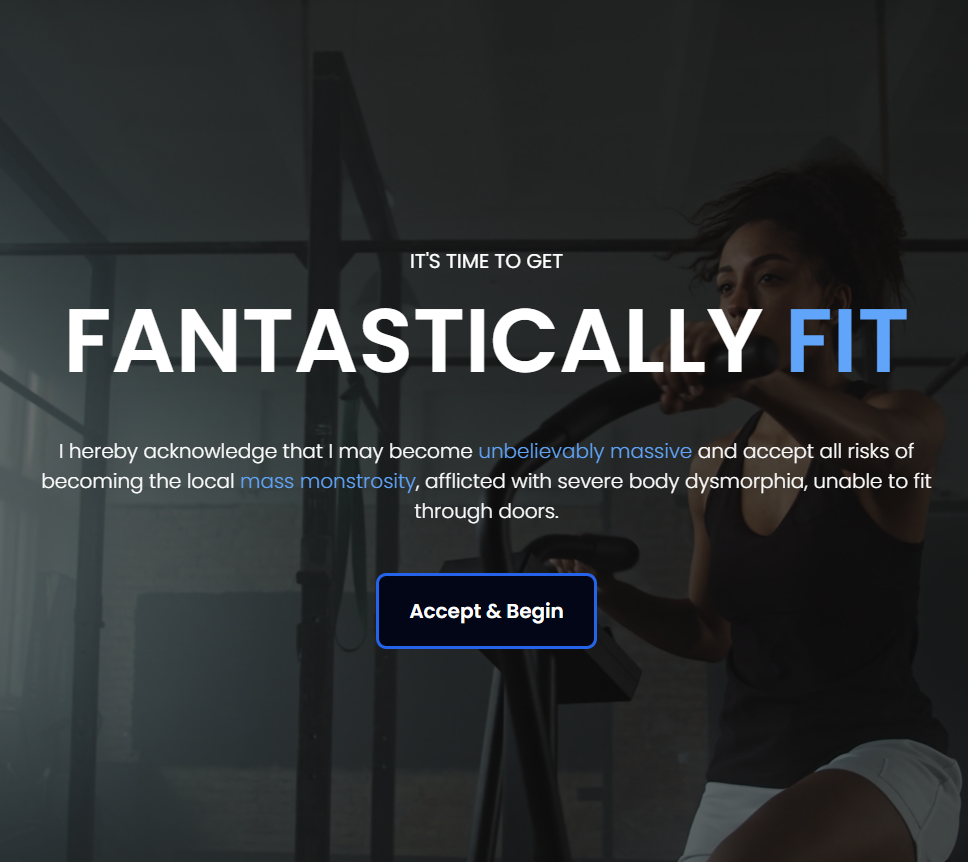 IT'S TIME TO GET
FANTASTICALLY FIT
I hereby acknowledge that I may become unbelievably massive and accept all risks of
becoming the local mass monstrosity, afflicted with severe body dysmorphia, unable to fit
through doors.
Accept & Begin